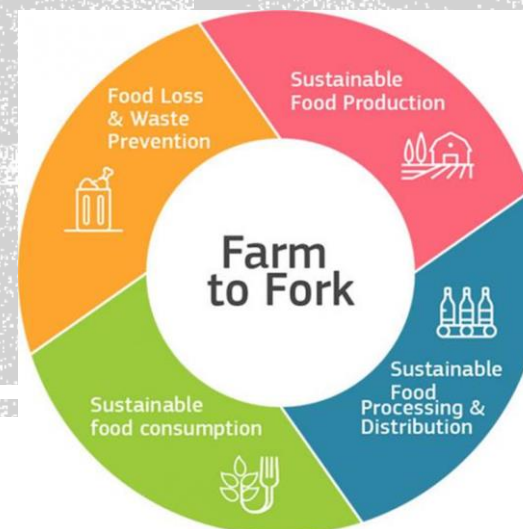 Food Loss
& Waste
Prevention
Sustainable
Food Production
Farm
to Fork
Sustainable
Food
Processing &
Distribution
Sustainable
food consumption